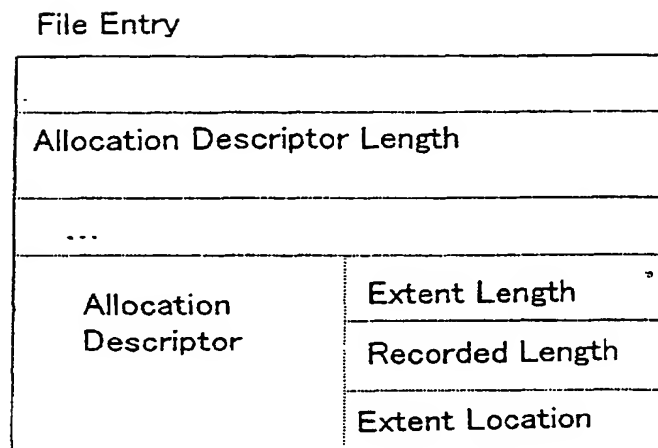 File Entry
Allocation Descriptor Length
...
Allocation
Descriptor
Extent Length
Recorded Length
Extent Location